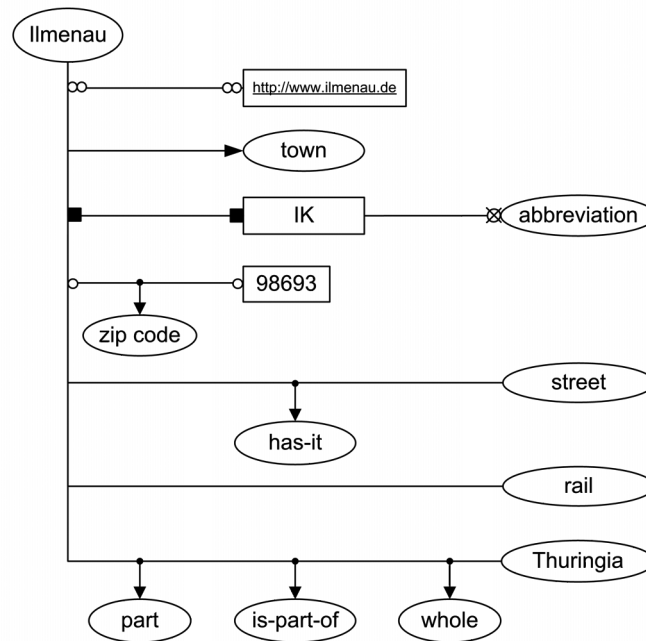 Ilmenau
http://www.ilmenau.de
town
IK
abbreviation
98693
zip code
street
has-it
rail
Thuringia
part
is-part-of
whole